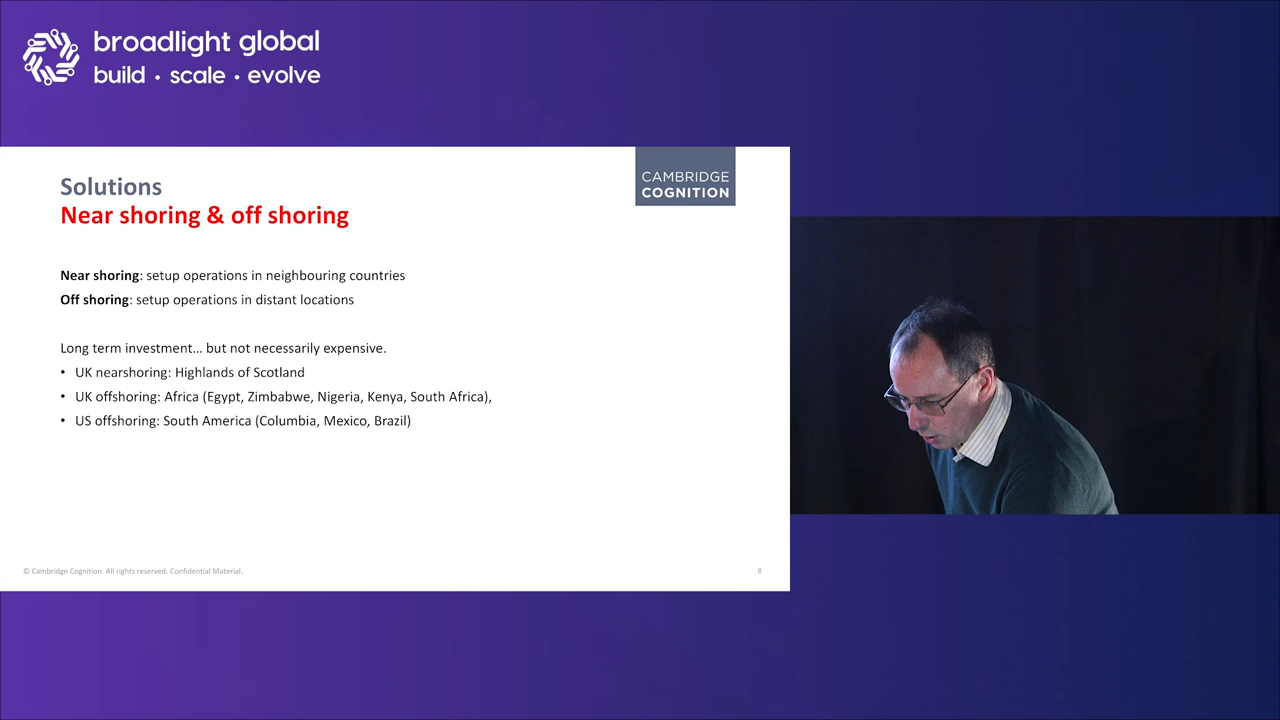 broadlight global
build • scale • evolve
CAMBRIDGE
COGNITION
Solutions
Near shoring & off shoring
Near shoring: setup operations in neighbouring countries
Off shoring: setup operations in distant locations
Long term investment... but not necessarily expensive.
• UK nearshoring: Highlands of Scotland
• UK offshoring: Africa (Egypt, Zimbabwe, Nigeria, Kenya, South Africa),
• US offshoring: South America (Columbia, Mexico, Brazil)
© Cambridge Cognition. All rights reserved. Confidential Material.
8